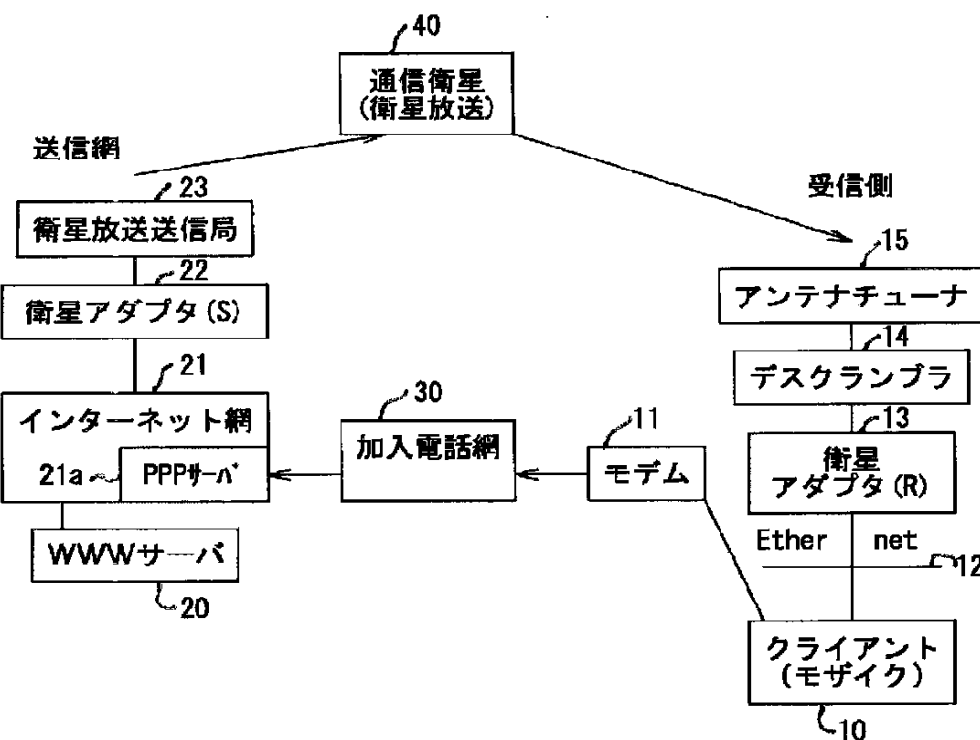 40
通信衛星
(衛星放送)
送信網
受信側
23
衛星放送送信局
15
アンテナチューナ
22
衛星アダプタ(S)
14
デスクランブラ
21
インターネット網
21a
PPPサーバ
30
加入電話網
11
モデム
13
衛星
アダプタ(R)
Ether net
12
WWWサーバ
20
クライアント
(モザイク)
10